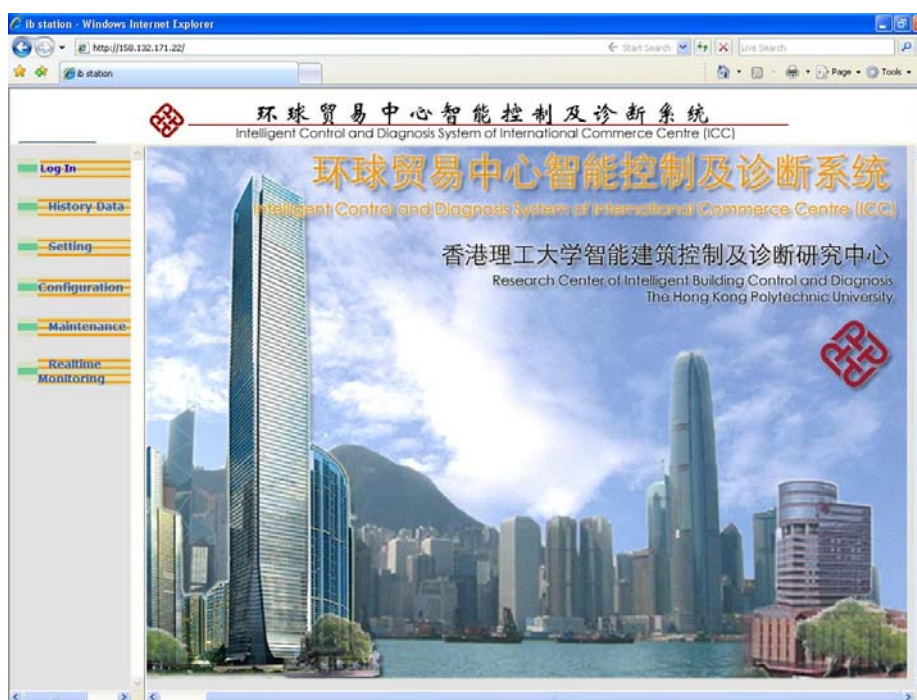 ib station - Windows Internet Explorer
http://158.132.171.22/
Start Search
Live Search
ib station
Page
Tools
环球贸易中心智能控制及诊断系统
Intelligent Control and Diagnosis System of International Commerce Centre (ICC)
Log-In
History Data
Setting
Configuration
Maintenance
Realtime
Monitoring
环球贸易中心智能控制及诊断系统
Intelligent Control and Diagnosis System of International Commerce Centre (ICC)
香港理工大学智能建筑控制及诊断研究中心
Research Center of Intelligent Building Control and Diagnosis
The Hong Kong Polytechnic University